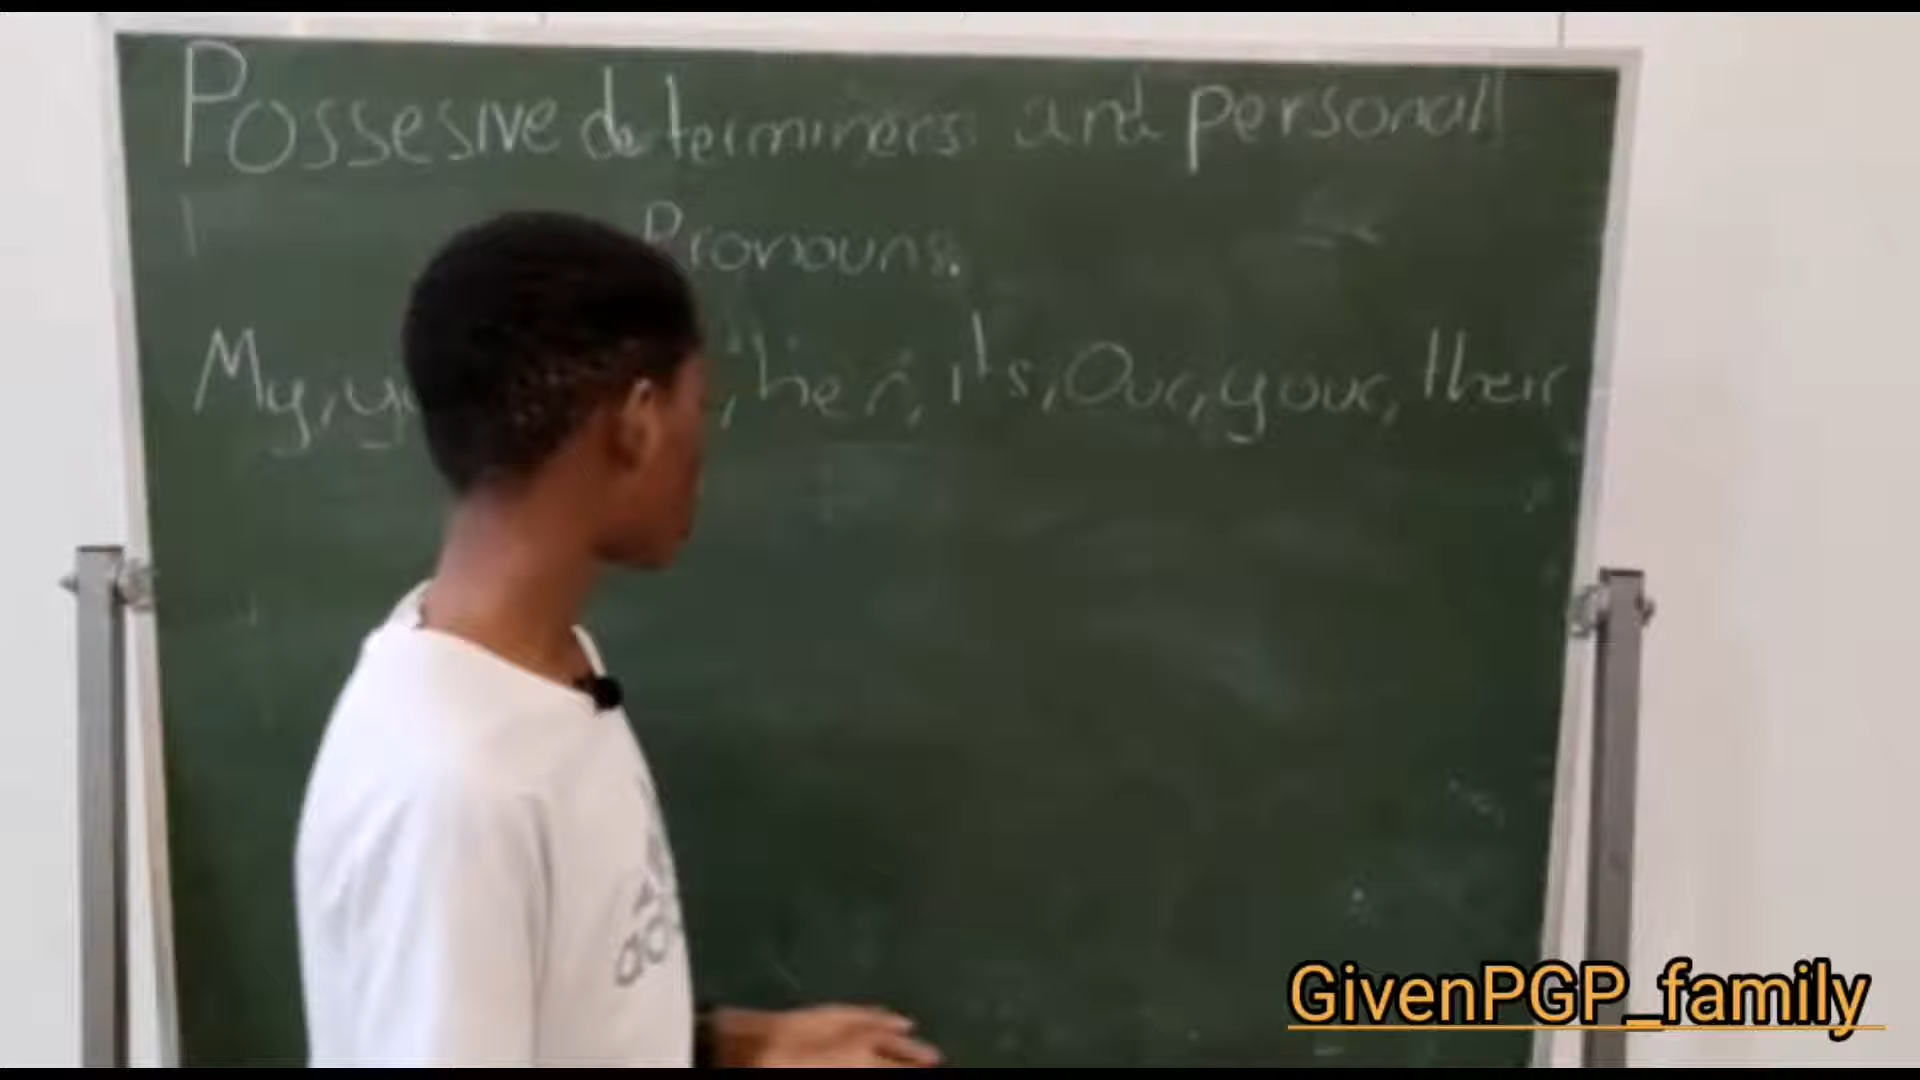 Possesive determiners and personal
Pronouns.
My, her, its, Our, your, their
GivenPGP_family